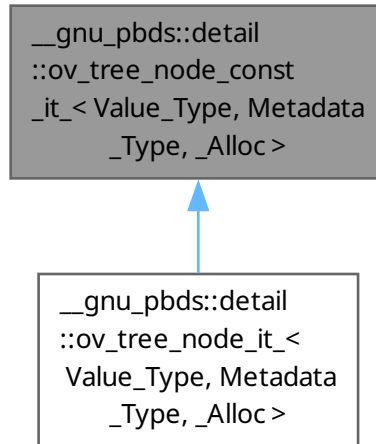 __gnu_pbds::detail
::ov_tree_node_const
_it_< Value_Type, Metadata
_Type, _Alloc >
__gnu_pbds::detail
::ov_tree_node_it_<
Value_Type, Metadata
_Type, _Alloc >